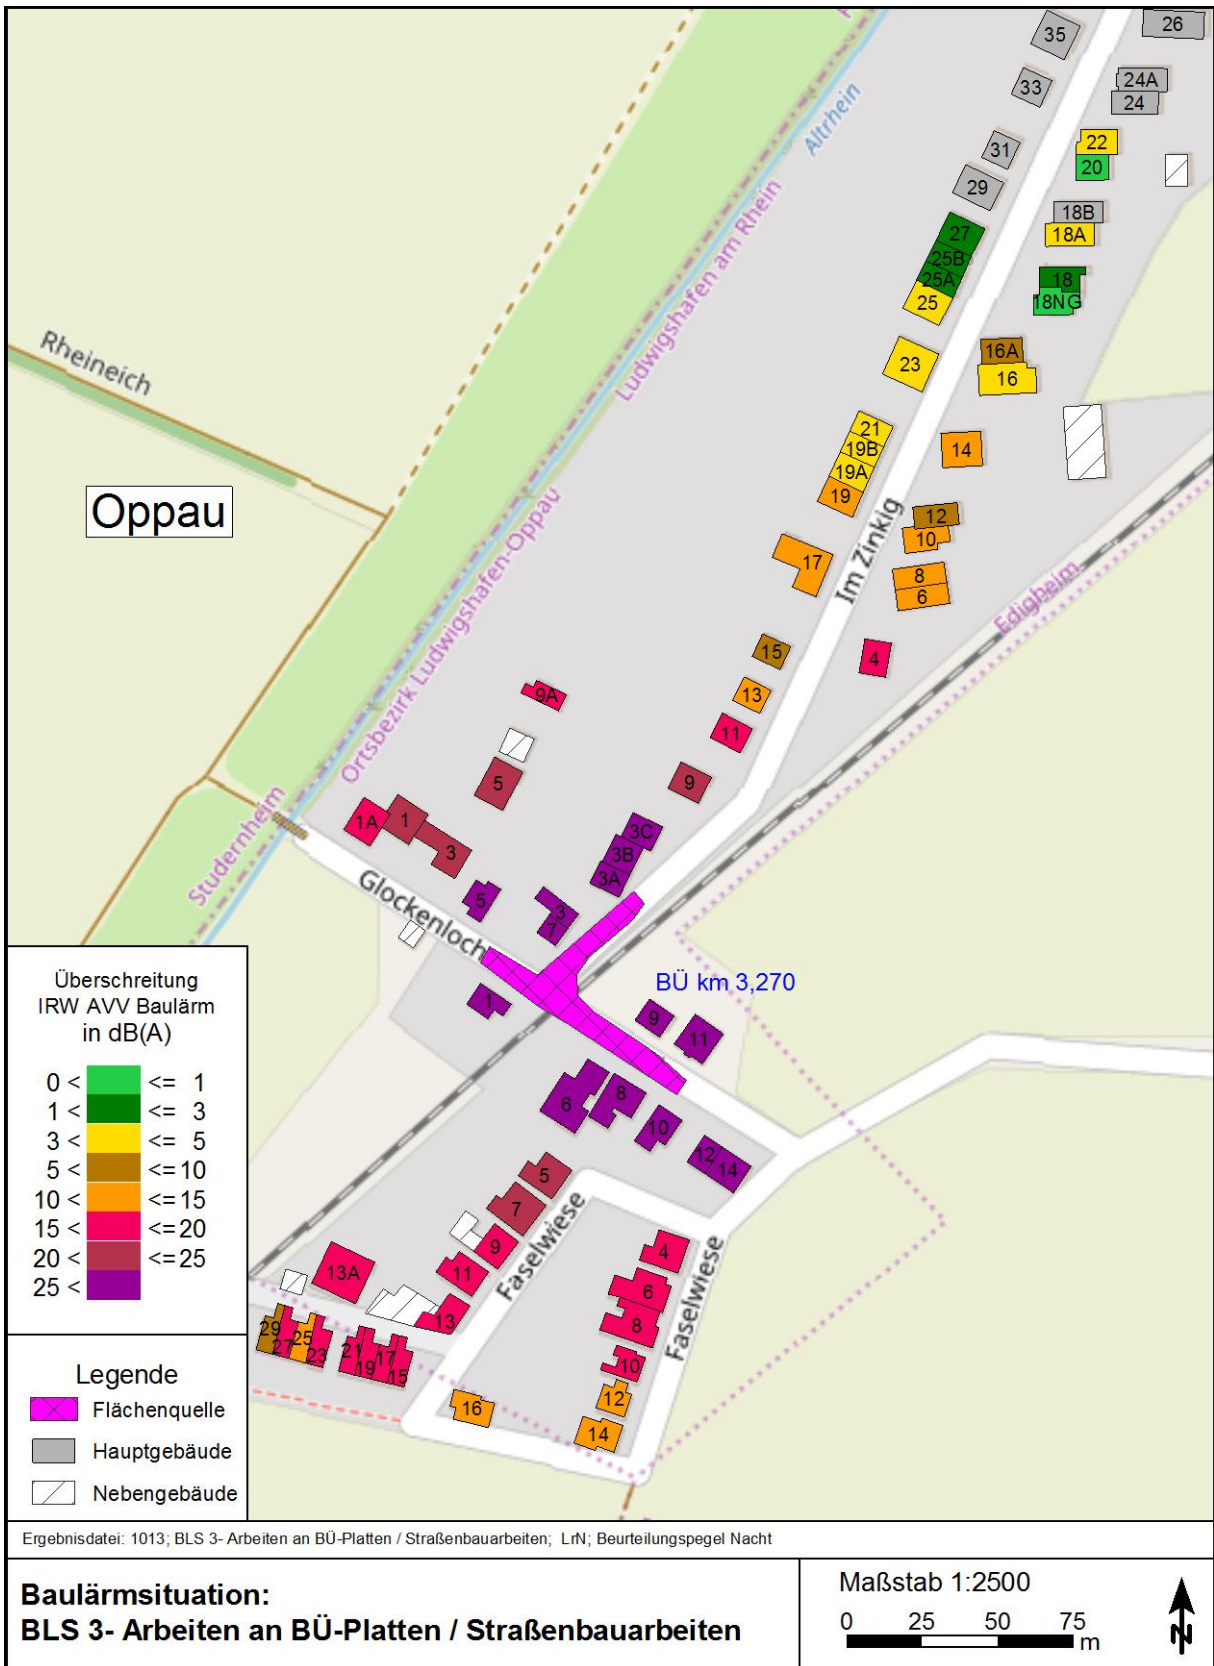 35
26
33
24A
24
31
22
20
29
18B
18A
27
25B
25A
25
18
18NG
23
16A
16
21
19B
19A
19
14
12
10
17
8
6
15
4
13
9A
11
5
9
1A
1
3
3C
3B
3A
5
3
7
1
9
11
6
8
10
12
14
5
7
9
11
13
13A
4
6
8
10
12
14
16
29
27
25
23
21
19
17
15
Altrhein
Ludwigshafen am Rhein
Rheineich
Oppau
Ortsbezirk Ludwigshafen-Oppau
Im Zinkig
Edigheim
Studernheim
Glockenloch
BÜ km 3,270
Faselwiese
Faselwiese
Überschreitung
IRW AVV Baulärm
in dB(A)
0 < <= 1
1 < <= 3
3 < <= 5
5 < <= 10
10 < <= 15
15 < <= 20
20 < <= 25
25 <
Legende
Flächenquelle
Hauptgebäude
Nebengebäude
Ergebnisdatei: 1013; BLS 3- Arbeiten an BÜ-Platten / Straßenbauarbeiten; LrN; Beurteilungspegel Nacht
Baulärmsituation:
BLS 3- Arbeiten an BÜ-Platten / Straßenbauarbeiten
Maßstab 1:2500
0 25 50 75
m
N